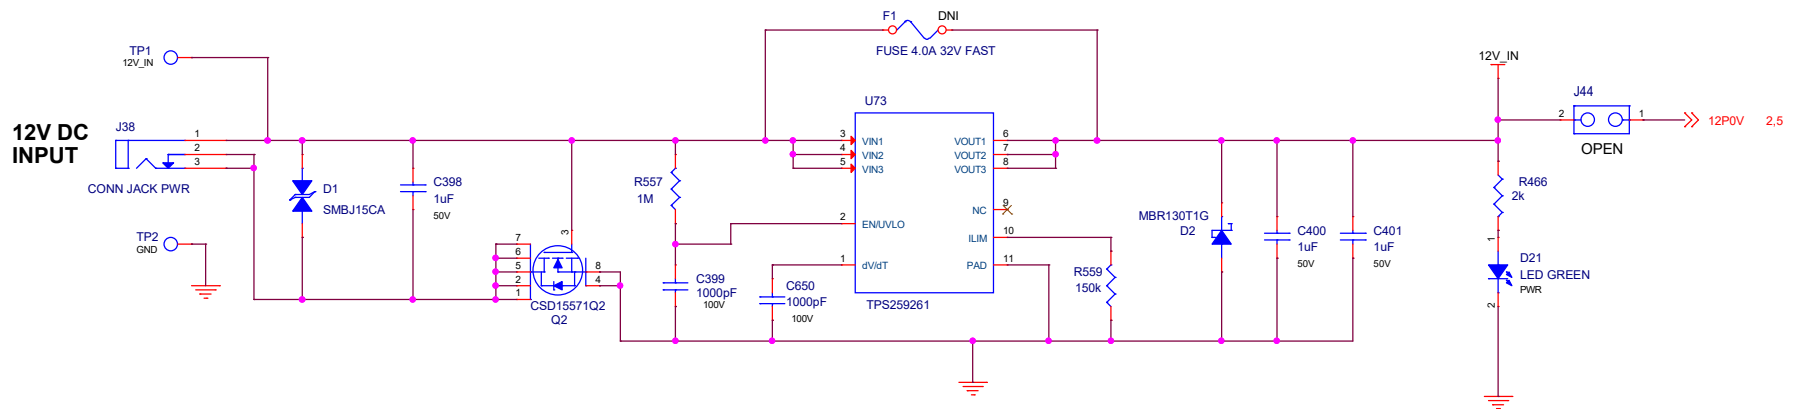 F1 DNI
FUSE 4.0A 32V FAST
TP1
12V_IN
12V DC
INPUT
J38
1
2
3
CONN JACK PWR
TP2
GND
D1
SMBJ15CA
C398
1uF
50V
7
6
5
2
1
3
8
4
CSD15571Q2
Q2
R557
1M
C399
1000pF
100V
C650
1000pF
100V
U73
3 VIN1
4 VIN2
5 VIN3
2 EN/UVLO
1 dV/dT
VOUT1 6
VOUT2 7
VOUT3 8
NC 9
ILIM 10
PAD 11
TPS259261
R559
150k
MBR130T1G
D2
C400
1uF
50V
C401
1uF
50V
12V_IN
J44
2 1
OPEN
12P0V 2,5
R466
2k
1
D21
LED GREEN
PWR
2